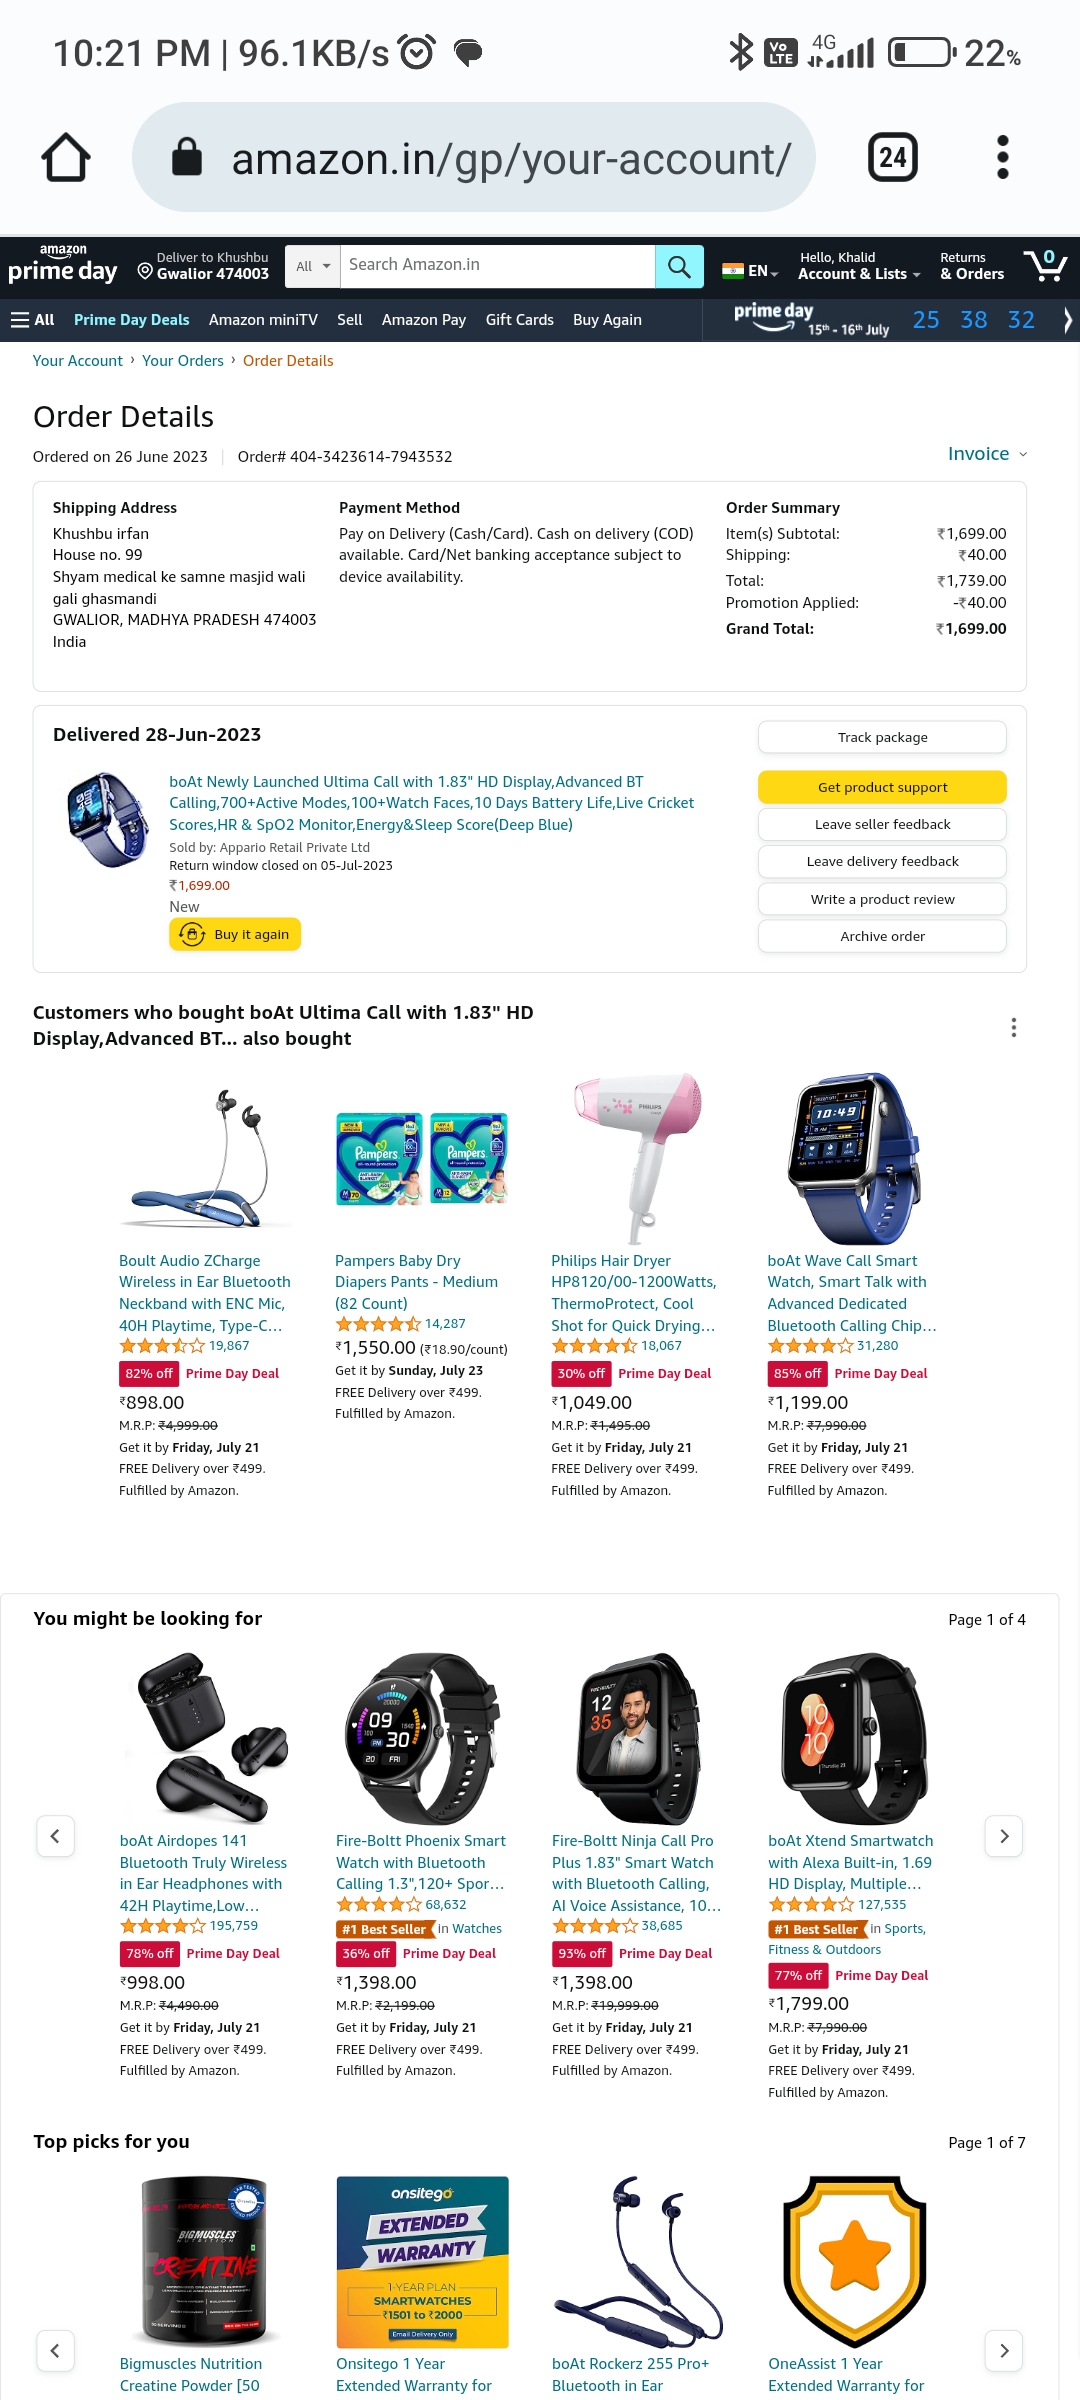 10:21 PM | 96.1KB/s
Vo LTE 4G 22%
amazon.in/gp/your-account/
24
amazon
prime day
Deliver to Khushbu
Gwalior 474003
All
Search Amazon.in
EN
Hello, Khalid
Account & Lists
Returns
& Orders
0
All Prime Day Deals Amazon miniTV Sell Amazon Pay Gift Cards Buy Again
prime day
15th - 16th July
25 38 32
Your Account › Your Orders › Order Details
Order Details
Ordered on 26 June 2023 | Order# 404-3423614-7943532
Invoice
Shipping Address
Khushbu irfan
House no. 99
Shyam medical ke samne masjid wali
gali ghasmandi
GWALIOR, MADHYA PRADESH 474003
India
Payment Method
Pay on Delivery (Cash/Card). Cash on delivery (COD)
available. Card/Net banking acceptance subject to
device availability.
Order Summary
Item(s) Subtotal: ₹1,699.00
Shipping: ₹40.00
Total: ₹1,739.00
Promotion Applied: -₹40.00
Grand Total: ₹1,699.00
Delivered 28-Jun-2023
boAt Newly Launched Ultima Call with 1.83" HD Display,Advanced BT
Calling,700+Active Modes,100+Watch Faces,10 Days Battery Life,Live Cricket
Scores,HR & SpO2 Monitor,Energy&Sleep Score(Deep Blue)
Sold by: Appario Retail Private Ltd
Return window closed on 05-Jul-2023
₹1,699.00
New
Buy it again
Track package
Get product support
Leave seller feedback
Leave delivery feedback
Write a product review
Archive order
Customers who bought boAt Ultima Call with 1.83" HD
Display,Advanced BT... also bought
Pampers
Pampers
PHILIPS
10:49
Boult Audio ZCharge
Wireless in Ear Bluetooth
Neckband with ENC Mic,
40H Playtime, Type-C…
19,867
82% off Prime Day Deal
₹898.00
M.R.P: ₹4,999.00
Get it by Friday, July 21
FREE Delivery over ₹499.
Fulfilled by Amazon.
Pampers Baby Dry
Diapers Pants - Medium
(82 Count)
14,287
₹1,550.00 (₹18.90/count)
Get it by Sunday, July 23
FREE Delivery over ₹499.
Fulfilled by Amazon.
Philips Hair Dryer
HP8120/00-1200Watts,
ThermoProtect, Cool
Shot for Quick Drying…
18,067
30% off Prime Day Deal
₹1,049.00
M.R.P: ₹1,495.00
Get it by Friday, July 21
FREE Delivery over ₹499.
Fulfilled by Amazon.
boAt Wave Call Smart
Watch, Smart Talk with
Advanced Dedicated
Bluetooth Calling Chip…
31,280
85% off Prime Day Deal
₹1,199.00
M.R.P: ₹7,990.00
Get it by Friday, July 21
FREE Delivery over ₹499.
Fulfilled by Amazon.
You might be looking for
Page 1 of 4
09
30
20 FRI
12
35
10
10
boAt Airdopes 141
Bluetooth Truly Wireless
in Ear Headphones with
42H Playtime,Low…
195,759
78% off Prime Day Deal
₹998.00
M.R.P: ₹4,490.00
Get it by Friday, July 21
FREE Delivery over ₹499.
Fulfilled by Amazon.
Fire-Boltt Phoenix Smart
Watch with Bluetooth
Calling 1.3",120+ Spor…
68,632
#1 Best Seller in Watches
36% off Prime Day Deal
₹1,398.00
M.R.P: ₹2,199.00
Get it by Friday, July 21
FREE Delivery over ₹499.
Fulfilled by Amazon.
Fire-Boltt Ninja Call Pro
Plus 1.83" Smart Watch
with Bluetooth Calling,
AI Voice Assistance, 10…
38,685
93% off Prime Day Deal
₹1,398.00
M.R.P: ₹19,999.00
Get it by Friday, July 21
FREE Delivery over ₹499.
Fulfilled by Amazon.
boAt Xtend Smartwatch
with Alexa Built-in, 1.69
HD Display, Multiple…
127,535
#1 Best Seller in Sports,
Fitness & Outdoors
77% off Prime Day Deal
₹1,799.00
M.R.P: ₹7,990.00
Get it by Friday, July 21
FREE Delivery over ₹499.
Fulfilled by Amazon.
Top picks for you
Page 1 of 7
BIGMUSCLES
NUTRITION
CREATINE
onsitego
EXTENDED
WARRANTY
1-YEAR PLAN
SMARTWATCHES
₹1501 to ₹2000
Email Delivery Only
Bigmuscles Nutrition
Creatine Powder [50
Onsitego 1 Year
Extended Warranty for
boAt Rockerz 255 Pro+
Bluetooth in Ear
OneAssist 1 Year
Extended Warranty for